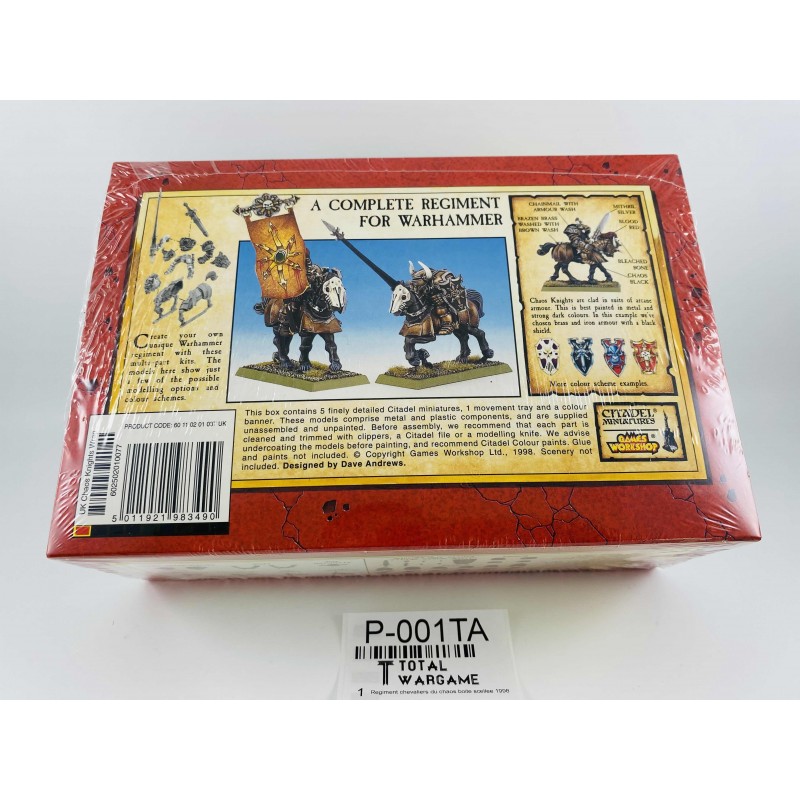 A COMPLETE REGIMENT
FOR WARHAMMER
CHAINMAIL WITH
ARMOUR WASH
MITHRIL
SILVER
BRAZEN BRASS
WASHED WITH
BROWN WASH
BLOOD
RED
BLEACHED
BONE
CHAOS
BLACK
Chaos Knights are clad in suits of arcane
armour. This is best painted in metal and
strong dark colours. In this example we've
chosen brass and iron armour with a black
shield.
More colour scheme examples.
Create your own
unique Warhammer
regiment with these
multi-part kits. The
models here show just
a few of the possible
modelling options and
colour schemes.
This box contains 5 finely detailed Citadel miniatures, 1 movement tray and a colour
banner. These models comprise metal and plastic components, and are supplied
unassembled and unpainted. Before assembly, we recommend that each part is
cleaned and trimmed with clippers, a Citadel file or a modelling knife. We advise
undercoating the models before painting, and recommend Citadel Colour paints. Glue
and paints not included. © Copyright Games Workshop Ltd., 1998. Scenery not
included. Designed by Dave Andrews.
CITADEL
MINIATURES
GAMES
WORKSHOP
PRODUCT CODE: 60 11 02 01 03 UK
UK Chaos Knights
602502010077
5 011921 983490
P-001TA
TOTAL
WARGAME
1 Regiment chevaliers du chaos boite scellee 1998